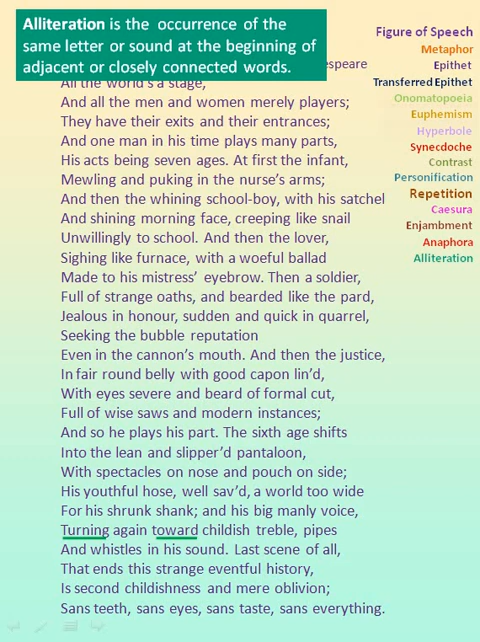 Alliteration is the occurrence of the
same letter or sound at the beginning of
adjacent or closely connected words.
espeare
All the world's a stage,
And all the men and women merely players;
They have their exits and their entrances;
And one man in his time plays many parts,
His acts being seven ages. At first the infant,
Mewling and puking in the nurse's arms;
And then the whining school-boy, with his satchel
And shining morning face, creeping like snail
Unwillingly to school. And then the lover,
Sighing like furnace, with a woeful ballad
Made to his mistress' eyebrow. Then a soldier,
Full of strange oaths, and bearded like the pard,
Jealous in honour, sudden and quick in quarrel,
Seeking the bubble reputation
Even in the cannon's mouth. And then the justice,
In fair round belly with good capon lin'd,
With eyes severe and beard of formal cut,
Full of wise saws and modern instances;
And so he plays his part. The sixth age shifts
Into the lean and slipper'd pantaloon,
With spectacles on nose and pouch on side;
His youthful hose, well sav'd, a world too wide
For his shrunk shank; and his big manly voice,
Turning again toward childish treble, pipes
And whistles in his sound. Last scene of all,
That ends this strange eventful history,
Is second childishness and mere oblivion;
Sans teeth, sans eyes, sans taste, sans everything.
Figure of Speech
Metaphor
Epithet
Transferred Epithet
Onomatopoeia
Euphemism
Hyperbole
Synecdoche
Contrast
Personification
Repetition
Caesura
Enjambment
Anaphora
Alliteration